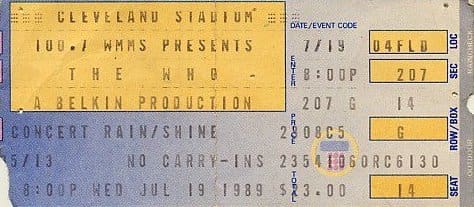 CLEVELAND STADIUM
DATE/EVENT CODE
100.7 WMMS PRESENTS 7/19 04FLD LOC
THE WHO ENTER 8:00P 207 SEC
A BELKIN PRODUCTION 207 G 14
CONCERT RAIN/SHINE G ROW/BOX
5/13 NO CARRY-INS
8:00P WED JUL 19 1989 TOTAL 14 SEAT